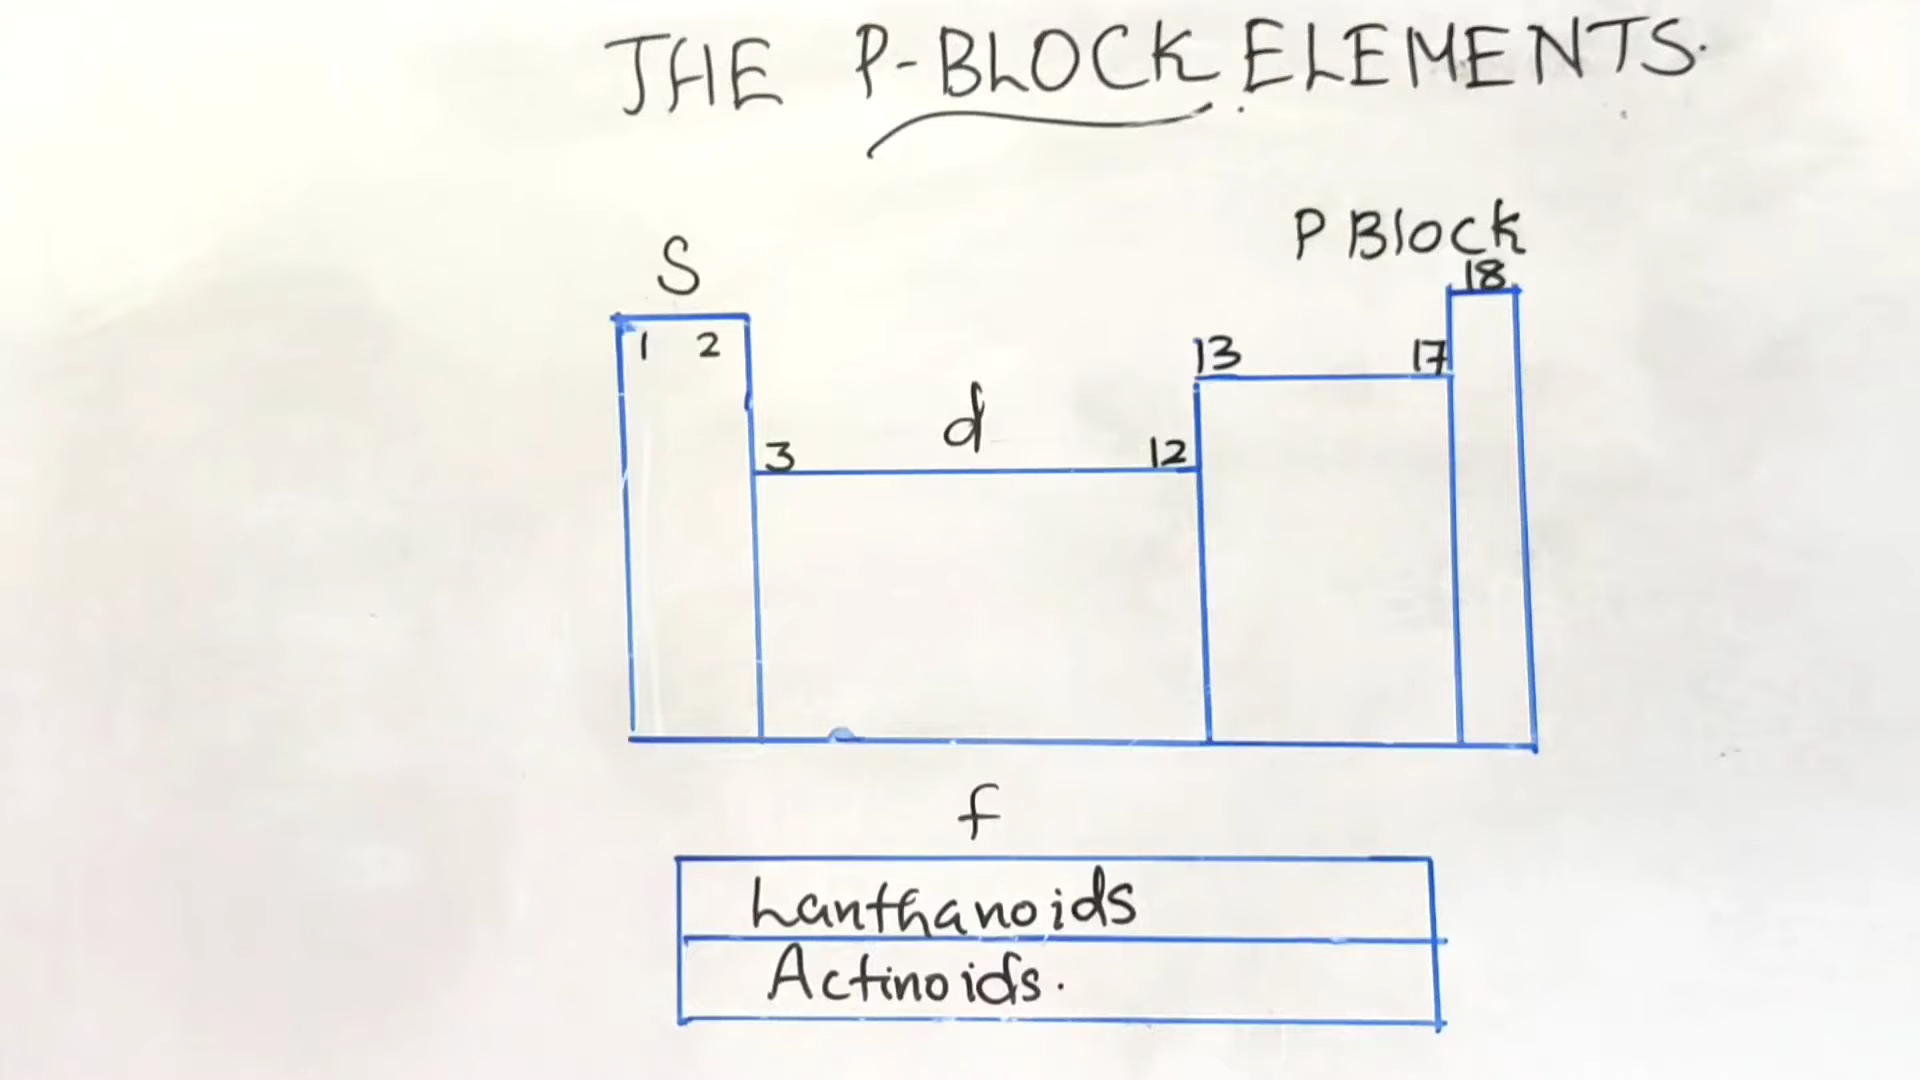 THE P-BLOCK ELEMENTS.
P Block
S
18
1 2
13 17
d
3 12
f
Lanthanoids
Actinoids.